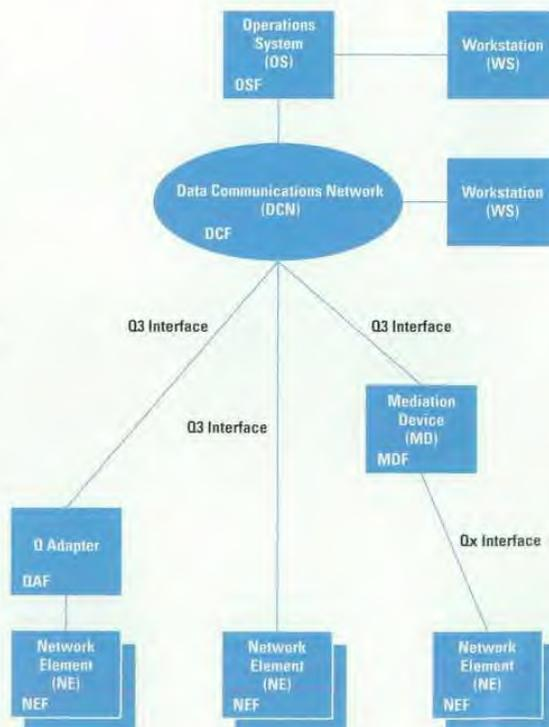 Operations
System
(OS)
OSF
Workstation
(WS)
Data Communications Network
(DCN)
DCF
Workstation
(WS)
Q3 Interface
Q3 Interface
Q3 Interface
Mediation
Device
(MD)
MDF
Qx Interface
Q Adapter
QAF
Network
Element
(NE)
NEF
Network
Element
(NE)
NEF
Network
Element
(NE)
NEF